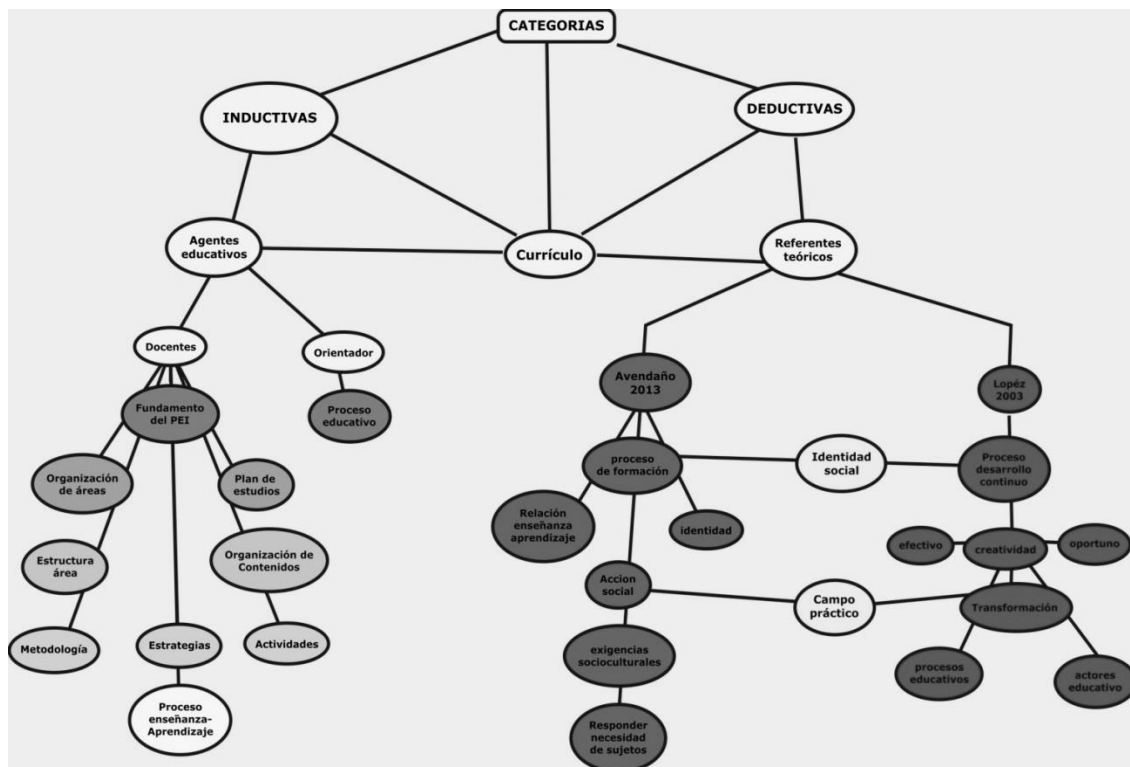 CATEGORIAS
INDUCTIVAS
DEDUCTIVAS
Agentes
educativos
Currículo
Referentes
teóricos
Docentes
Orientador
Avendaño
2013
Lopéz
2003
Fundamento
del PEI
Proceso
educativo
Organización
de áreas
Plan de
estudios
proceso
de formación
Identidad
social
Proceso
desarrollo
continuo
Relación
enseñanza
aprendizaje
identidad
efectivo
creatividad
oportuno
Estructura
área
Organización de
Contenidos
Accion
social
Campo
práctico
Transformación
Metodología
Estrategias
Actividades
exigencias
socioculturales
procesos
educativos
actores
educativo
Proceso
enseñanza-
Aprendizaje
Responder
necesidad
de sujetos